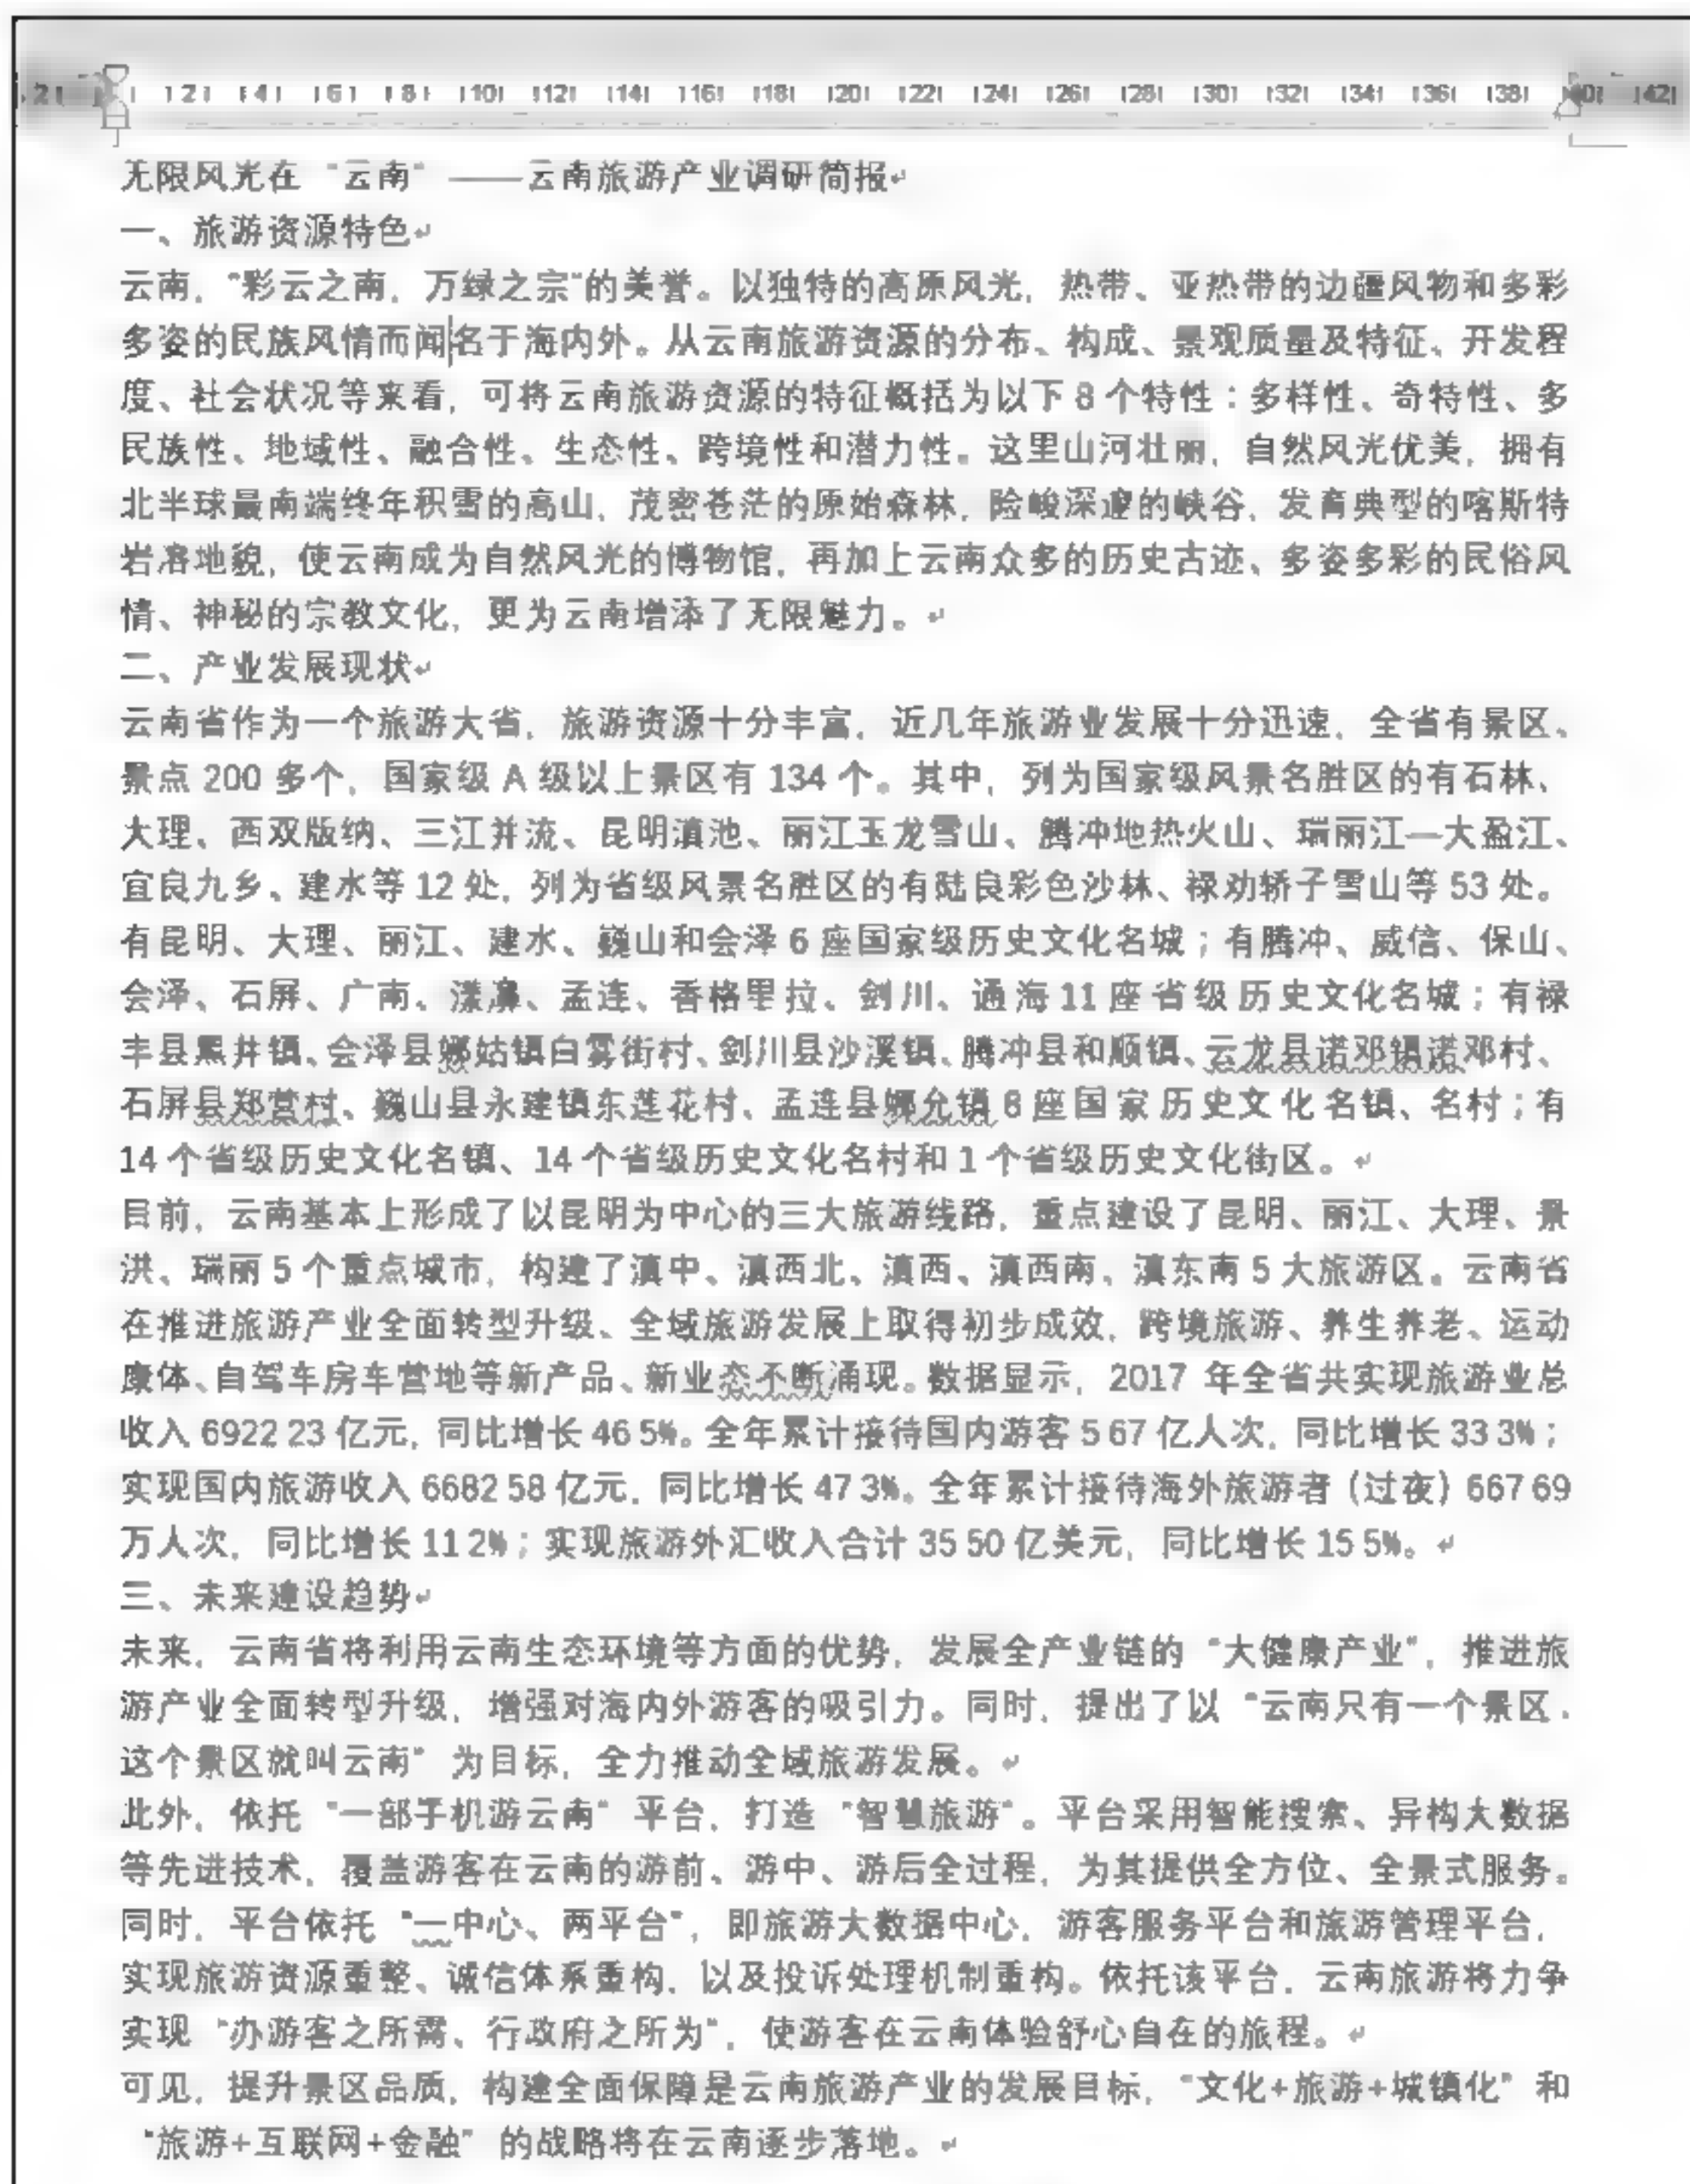 2 2 4 6 8 10 12 14 16 18 20 22 24 26 28 30 32 34 36 38 40 42
无限风光在“云南”——云南旅游产业调研简报
一、旅游资源特色
云南，“彩云之南，万绿之宗”的美誉。以独特的高原风光，热带、亚热带的边疆风物和多彩
多姿的民族风情而闻名于海内外。从云南旅游资源的分布、构成、景观质量及特征、开发程
度、社会状况等来看，可将云南旅游资源的特征概括为以下 8 个特性：多样性、奇特性、多
民族性、地域性、融合性、生态性、跨境性和潜力性。这里山河壮丽，自然风光优美，拥有
北半球最南端终年积雪的高山，茂密苍茫的原始森林，险峻深邃的峡谷，发育典型的喀斯特
岩溶地貌，使云南成为自然风光的博物馆，再加上云南众多的历史古迹、多姿多彩的民俗风
情、神秘的宗教文化，更为云南增添了无限魅力。
二、产业发展现状
云南省作为一个旅游大省，旅游资源十分丰富，近几年旅游业发展十分迅速，全省有景区、
景点 200 多个，国家级 A 级以上景区有 134 个。其中，列为国家级风景名胜区的有石林、
大理、西双版纳、三江并流、昆明滇池、丽江玉龙雪山、腾冲地热火山、瑞丽江—大盈江、
宜良九乡、建水等 12 处，列为省级风景名胜区的有陆良彩色沙林、禄劝轿子雪山等 53 处。
有昆明、大理、丽江、建水、巍山和会泽 6 座国家级历史文化名城；有腾冲、威信、保山、
会泽、石屏、广南、漾濞、孟连、香格里拉、剑川、通海 11 座省级历史文化名城；有禄
丰县黑井镇、会泽县娜姑镇白雾街村、剑川县沙溪镇、腾冲县和顺镇、云龙县诺邓镇诺邓村、
石屏县郑营村、巍山县永建镇东莲花村、孟连县娜允镇 8 座国家历史文化名镇、名村；有
14 个省级历史文化名镇、14 个省级历史文化名村和 1 个省级历史文化街区。
目前，云南基本上形成了以昆明为中心的三大旅游线路，重点建设了昆明、丽江、大理、景
洪、瑞丽 5 个重点城市，构建了滇中、滇西北、滇西、滇西南、滇东南 5 大旅游区。云南省
在推进旅游产业全面转型升级、全域旅游发展上取得初步成效，跨境旅游、养生养老、运动
康体、自驾车房车营地等新产品、新业态不断涌现。数据显示，2017 年全省共实现旅游业总
收入 6922.23 亿元，同比增长 46.5%。全年累计接待国内游客 5.67 亿人次，同比增长 33.3%；
实现国内旅游收入 6682.58 亿元，同比增长 47.3%。全年累计接待海外旅游者（过夜）667.69
万人次，同比增长 11.2%；实现旅游外汇收入合计 35.50 亿美元，同比增长 15.5%。
三、未来建设趋势
未来，云南省将利用云南生态环境等方面的优势，发展全产业链的“大健康产业”，推进旅
游产业全面转型升级，增强对海内外游客的吸引力。同时，提出了以“云南只有一个景区，
这个景区就叫云南”为目标，全力推动全域旅游发展。
此外，依托“一部手机游云南”平台，打造“智慧旅游”。平台采用智能搜索、异构大数据
等先进技术，覆盖游客在云南的游前、游中、游后全过程，为其提供全方位、全景式服务。
同时，平台依托“一中心、两平台”，即旅游大数据中心，游客服务平台和旅游管理平台，
实现旅游资源重整、诚信体系重构，以及投诉处理机制重构。依托该平台，云南旅游将力争
实现“办游客之所需、行政府之所为”，使游客在云南体验舒心自在的旅程。
可见，提升景区品质，构建全面保障是云南旅游产业的发展目标，“文化+旅游+城镇化”和
“旅游+互联网+金融”的战略将在云南逐步落地。